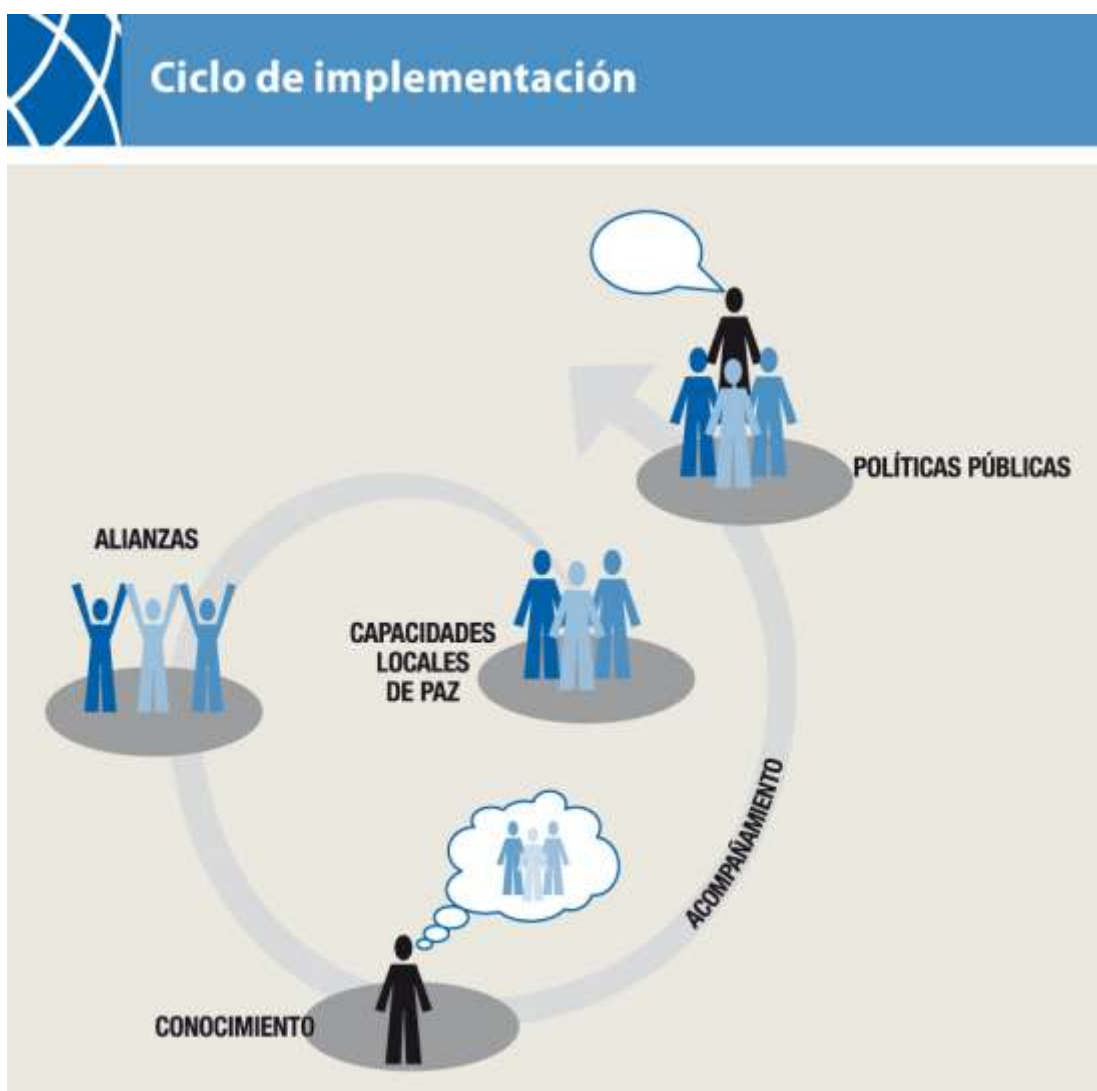 Ciclo de implementación
POLÍTICAS PÚBLICAS
ALIANZAS
CAPACIDADES
LOCALES
DE PAZ
ACOMPAÑAMIENTO
CONOCIMIENTO